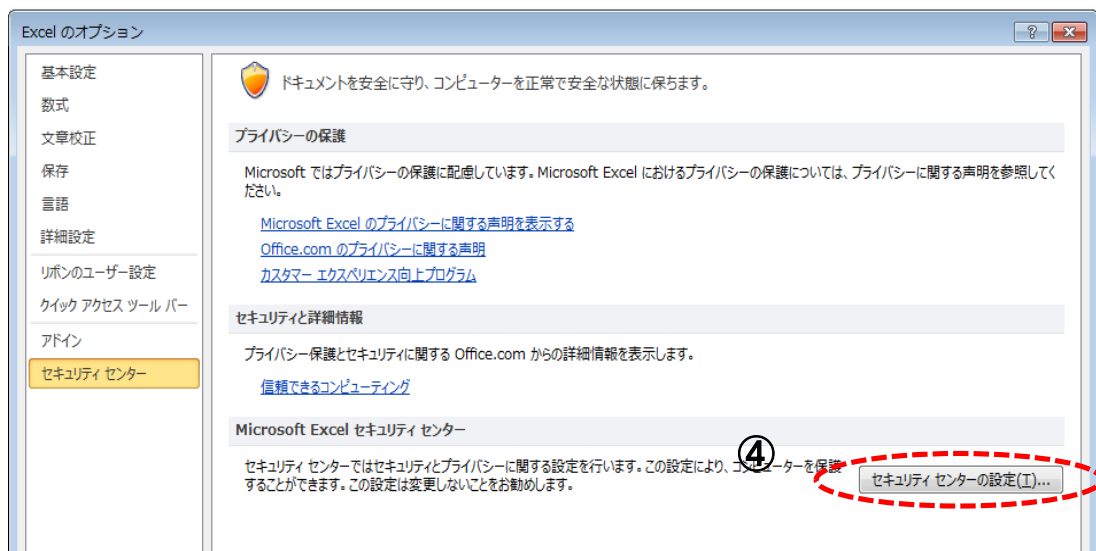 Excel のオプション
基本設定
数式
文章校正
保存
言語
詳細設定
リボンのユーザー設定
クイック アクセス ツール バー
アドイン
セキュリティ センター
ドキュメントを安全に守り、コンピューターを正常で安全な状態に保ちます。
プライバシーの保護
Microsoft ではプライバシーの保護に配慮しています。Microsoft Excel におけるプライバシーの保護については、プライバシーに関する声明を参照してく
ださい。
Microsoft Excel のプライバシーに関する声明を表示する
Office.com のプライバシーに関する声明
カスタマー エクスペリエンス向上プログラム
セキュリティと詳細情報
プライバシー保護とセキュリティに関する Office.com からの詳細情報を表示します。
信頼できるコンピューティング
Microsoft Excel セキュリティ センター
④
セキュリティ センターではセキュリティとプライバシーに関する設定を行います。この設定により、コンピューターを保護
することができます。この設定は変更しないことをお勧めします。
セキュリティ センターの設定(T)...